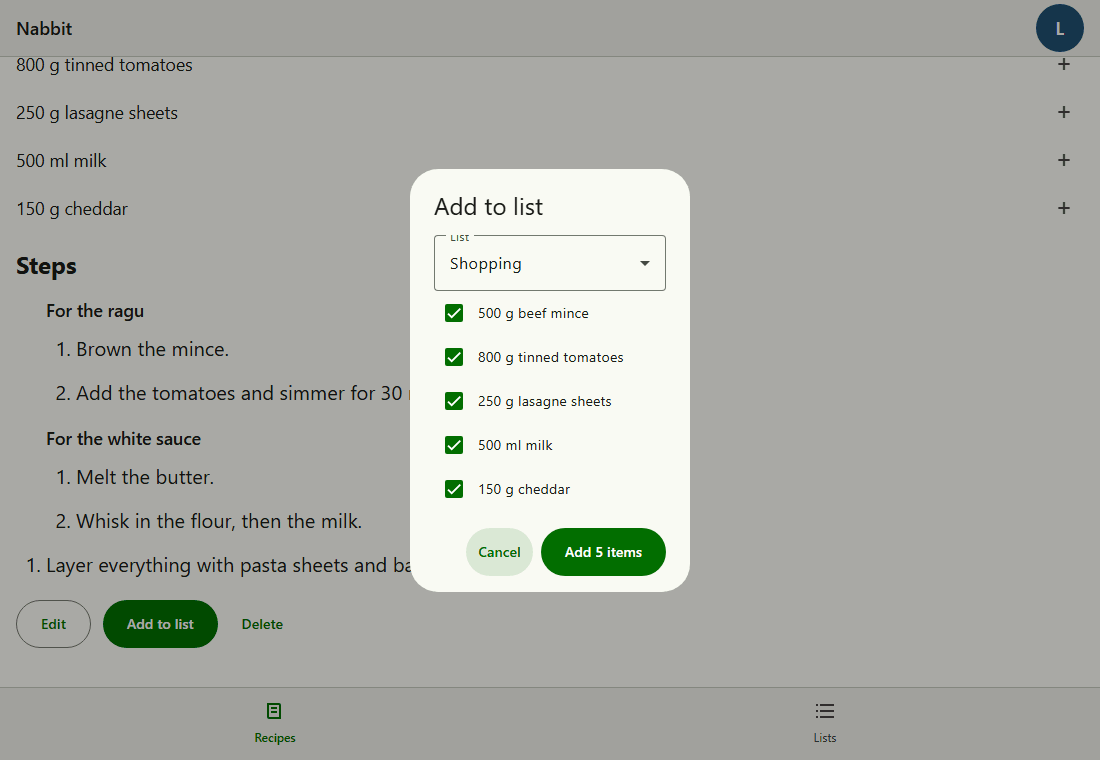 Nabbit
L
800 g tinned tomatoes
+
250 g lasagne sheets
+
500 ml milk
+
150 g cheddar
+
Steps
For the ragu
1. Brown the mince.
2. Add the tomatoes and simmer for 30
For the white sauce
1. Melt the butter.
2. Whisk in the flour, then the milk.
1. Layer everything with pasta sheets and
Edit
Add to list
Delete
Add to list
List
Shopping
500 g beef mince
800 g tinned tomatoes
250 g lasagne sheets
500 ml milk
150 g cheddar
Cancel
Add 5 items
Recipes
Lists